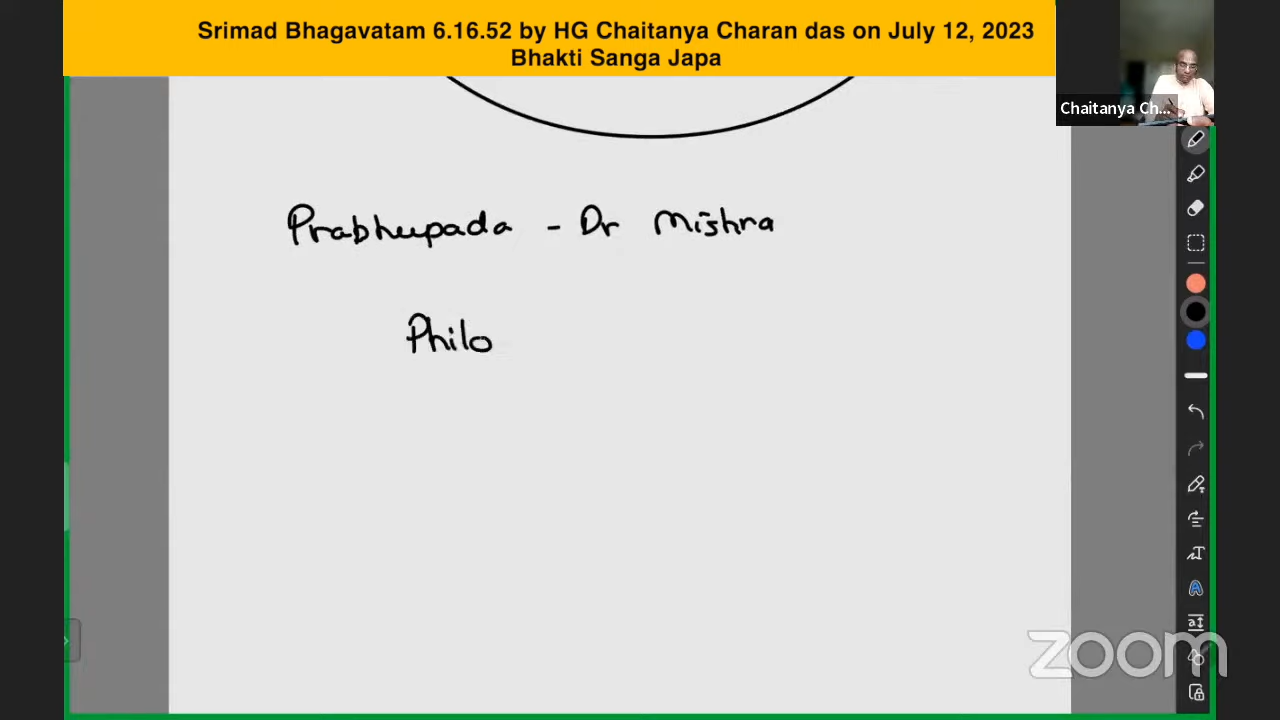 Srimad Bhagavatam 6.16.52 by HG Chaitanya Charan das on July 12, 2023
Bhakti Sanga Japa
Chaitanya Ch...
Prabhupada - Dr Mishra
Philo
zoom